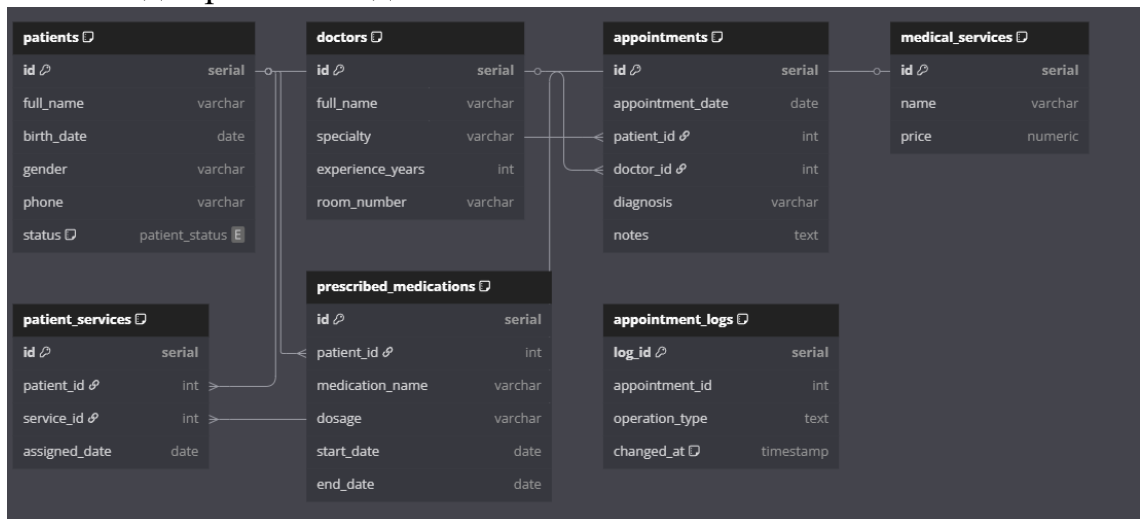 patients
id serial
full_name varchar
birth_date date
gender varchar
phone varchar
status patient_status E
doctors
id serial
full_name varchar
specialty varchar
experience_years int
room_number varchar
appointments
id serial
appointment_date date
patient_id int
doctor_id int
diagnosis varchar
notes text
medical_services
id serial
name varchar
price numeric
patient_services
id serial
patient_id int
service_id int
assigned_date date
prescribed_medications
id serial
patient_id int
medication_name varchar
dosage varchar
start_date date
end_date date
appointment_logs
log_id serial
appointment_id int
operation_type text
changed_at timestamp